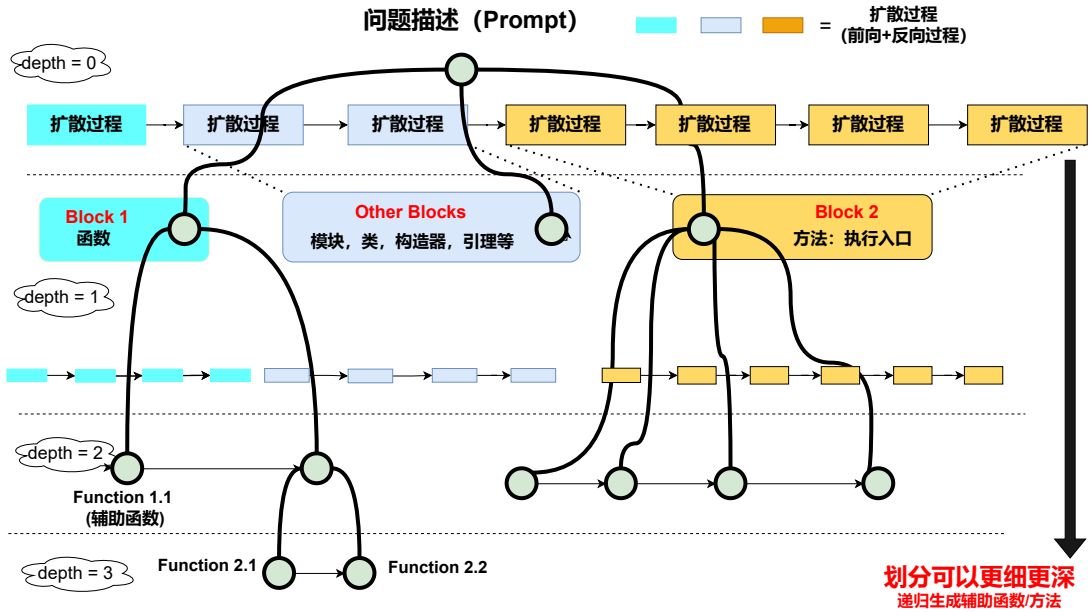 问题描述（Prompt）
= 扩散过程
(前向+反向过程）
depth = 0
扩散过程 扩散过程 扩散过程 扩散过程 扩散过程 扩散过程 扩散过程
Block 1
函数
Other Blocks
模块，类，构造器，引理等
Block 2
方法：执行入口
depth = 1
depth = 2
Function 1.1
(辅助函数)
depth = 3
Function 2.1
Function 2.2
划分可以更细更深
递归生成辅助函数/方法